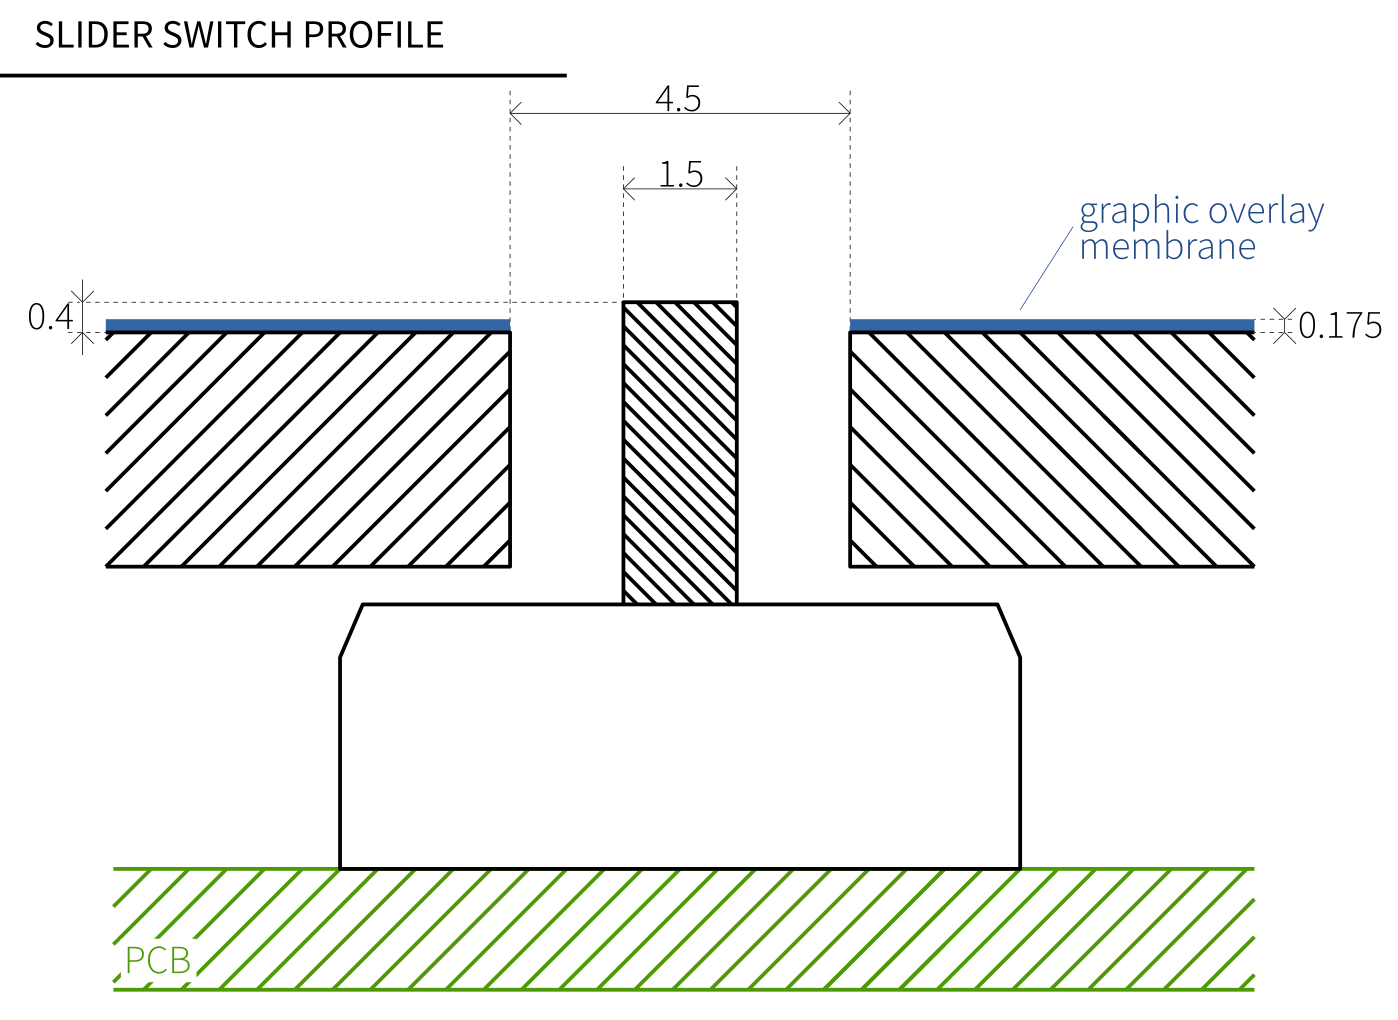 SLIDER SWITCH PROFILE
4.5
1.5
graphic overlay
membrane
0.4
0.175
PCB